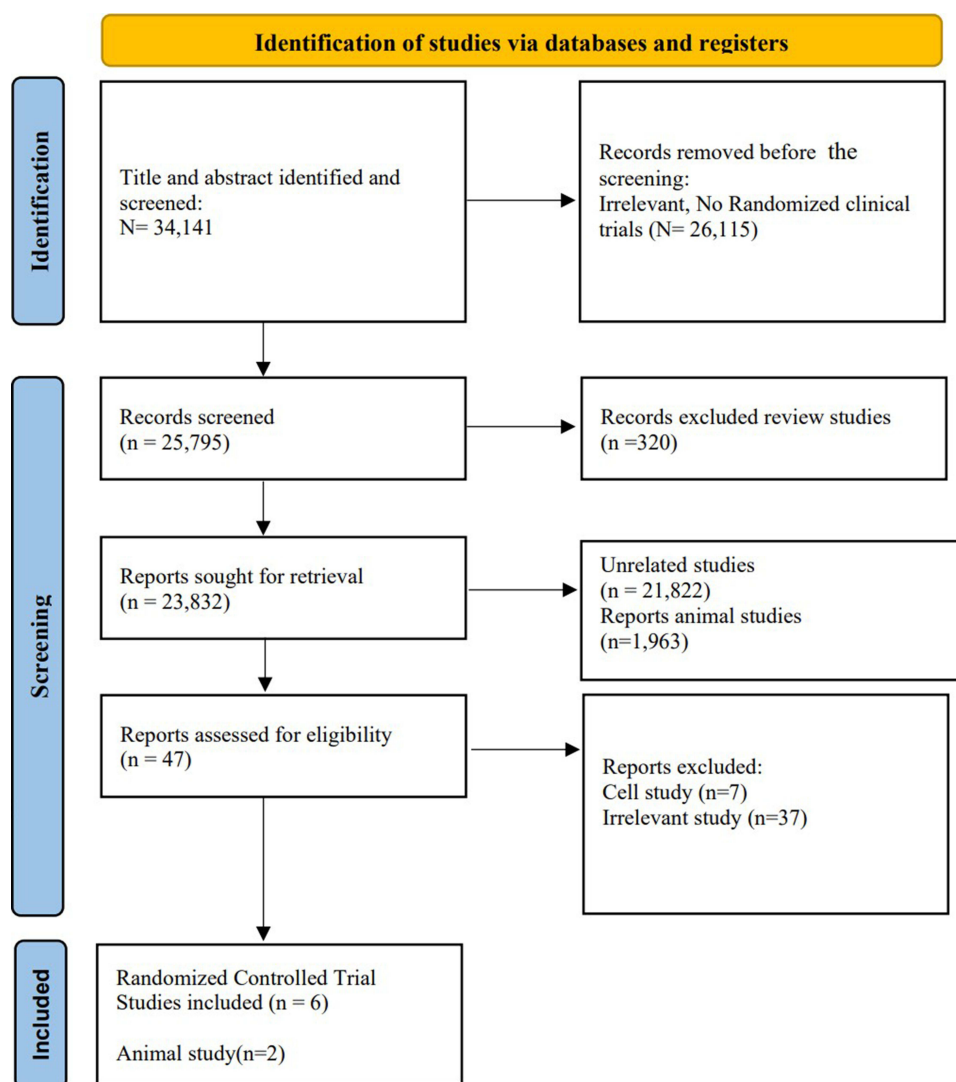 Identification of studies via databases and registers
Identification
Title and abstract identified and
screened:
N= 34,141
Records removed before the
screening:
Irrelevant, No Randomized clinical
trials (N= 26,115)
Screening
Records screened
(n = 25,795)
Records excluded review studies
(n =320)
Reports sought for retrieval
(n = 23,832)
Unrelated studies
(n = 21,822)
Reports animal studies
(n=1,963)
Reports assessed for eligibility
(n = 47)
Reports excluded:
Cell study (n=7)
Irrelevant study (n=37)
Included
Randomized Controlled Trial
Studies included (n = 6)
Animal study(n=2)